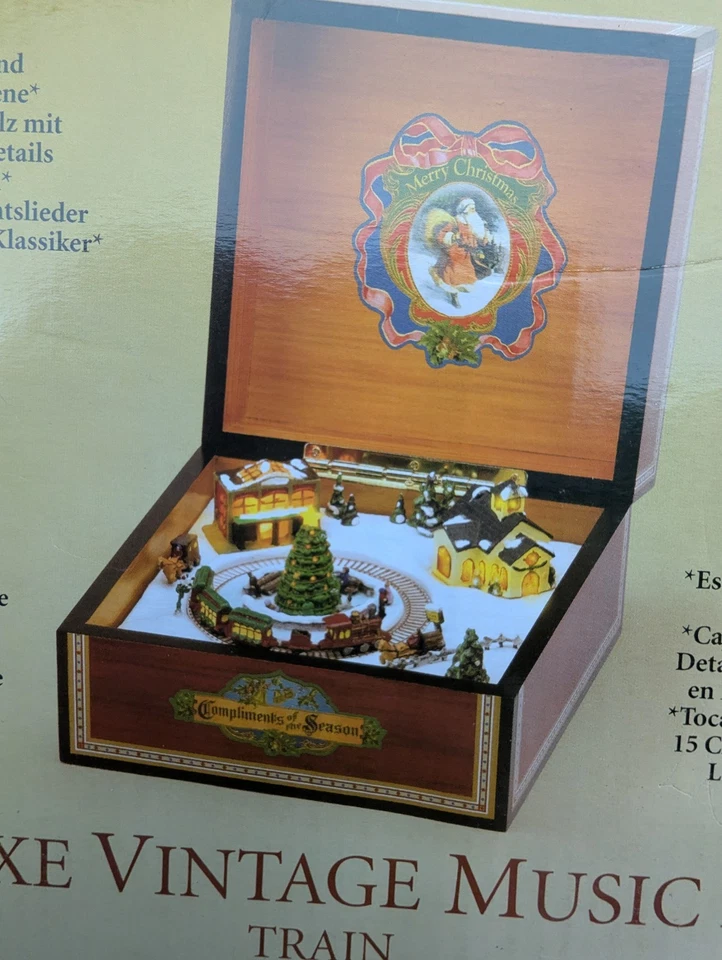 nd
ene*
lz mit
etails
*
ntslieder
Klassiker*
Merry Christmas
e
e
*Es
*Ca
Deta
en
*Toca
15 C
L
Compliments of
the Season
XE VINTAGE MUSIC
TRAIN